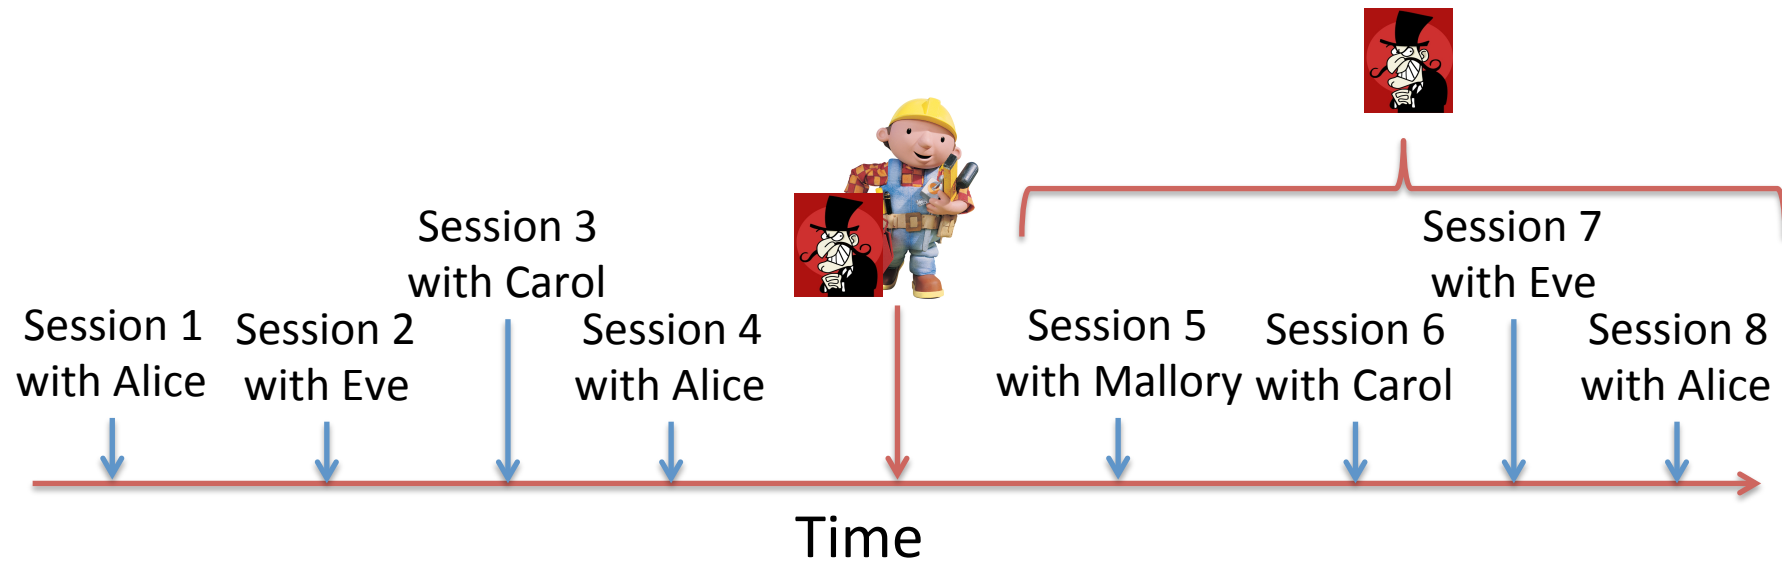 Session 1
with Alice
Session 2
with Eve
Session 3
with Carol
Session 4
with Alice
Session 5
with Mallory
Session 6
with Carol
Session 7
with Eve
Session 8
with Alice
Time